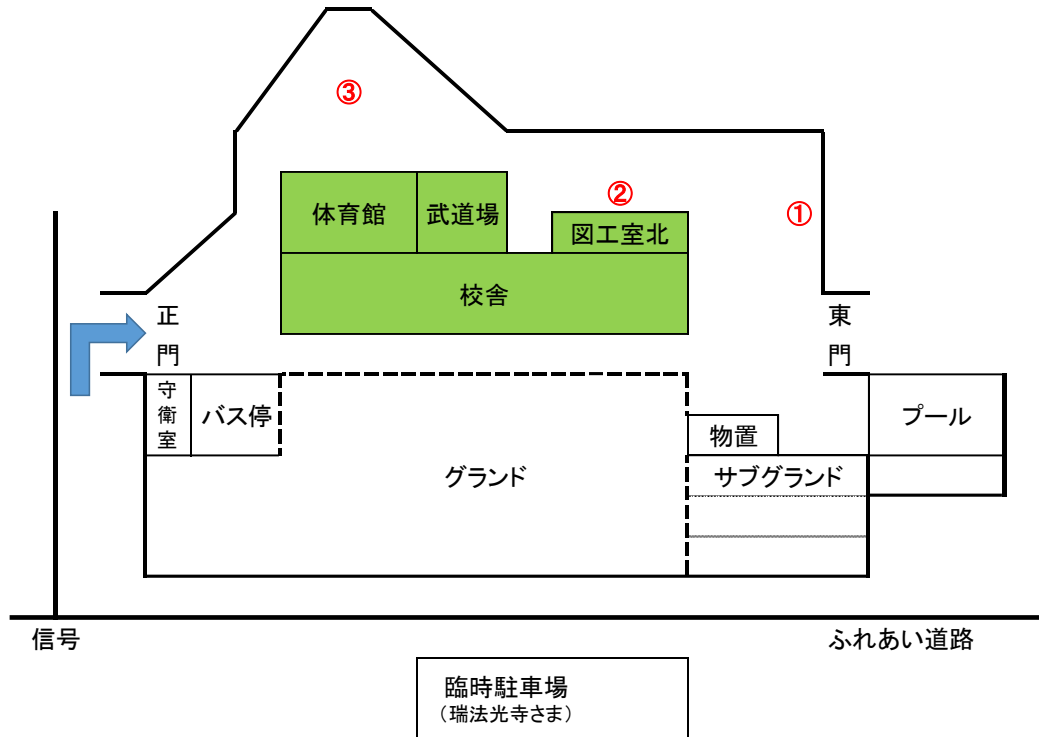 ③
②
①
体育館
武道場
図工室北
校舎
正門
東門
守衛室
バス停
物置
プール
グランド
サブグランド
信号
ふれあい道路
臨時駐車場
（瑞法光寺さま）